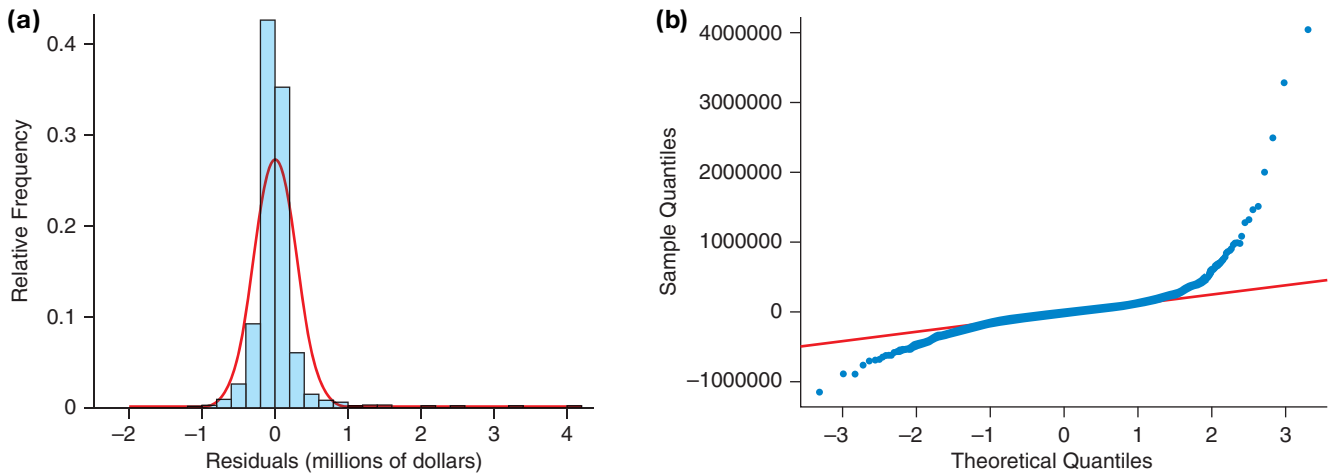 (a)
Relative Frequency
0.4
0.3
0.2
0.1
0
–2 –1 0 1 2 3 4
Residuals (millions of dollars)
(b)
Sample Quantiles
4000000
3000000
2000000
1000000
0
–1000000
–3 –2 –1 0 1 2 3
Theoretical Quantiles